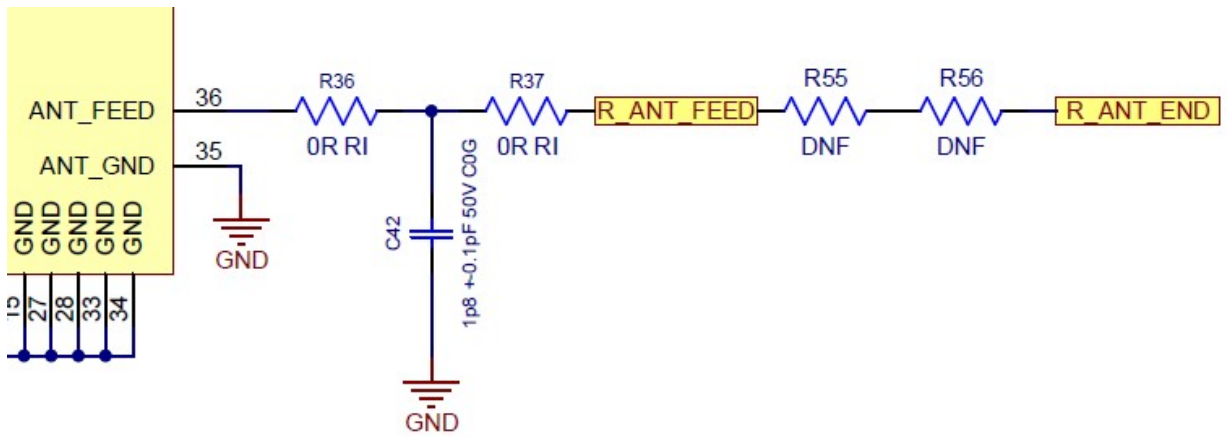 R36
R37
R55
R56
ANT_FEED
36
0R RI
0R RI
R_ANT_FEED
DNF
DNF
R_ANT_END
ANT_GND
35
GND
GND
GND
GND
GND
GND
C42
1p8 +-0.1pF 50V C0G
15
27
28
33
34
GND